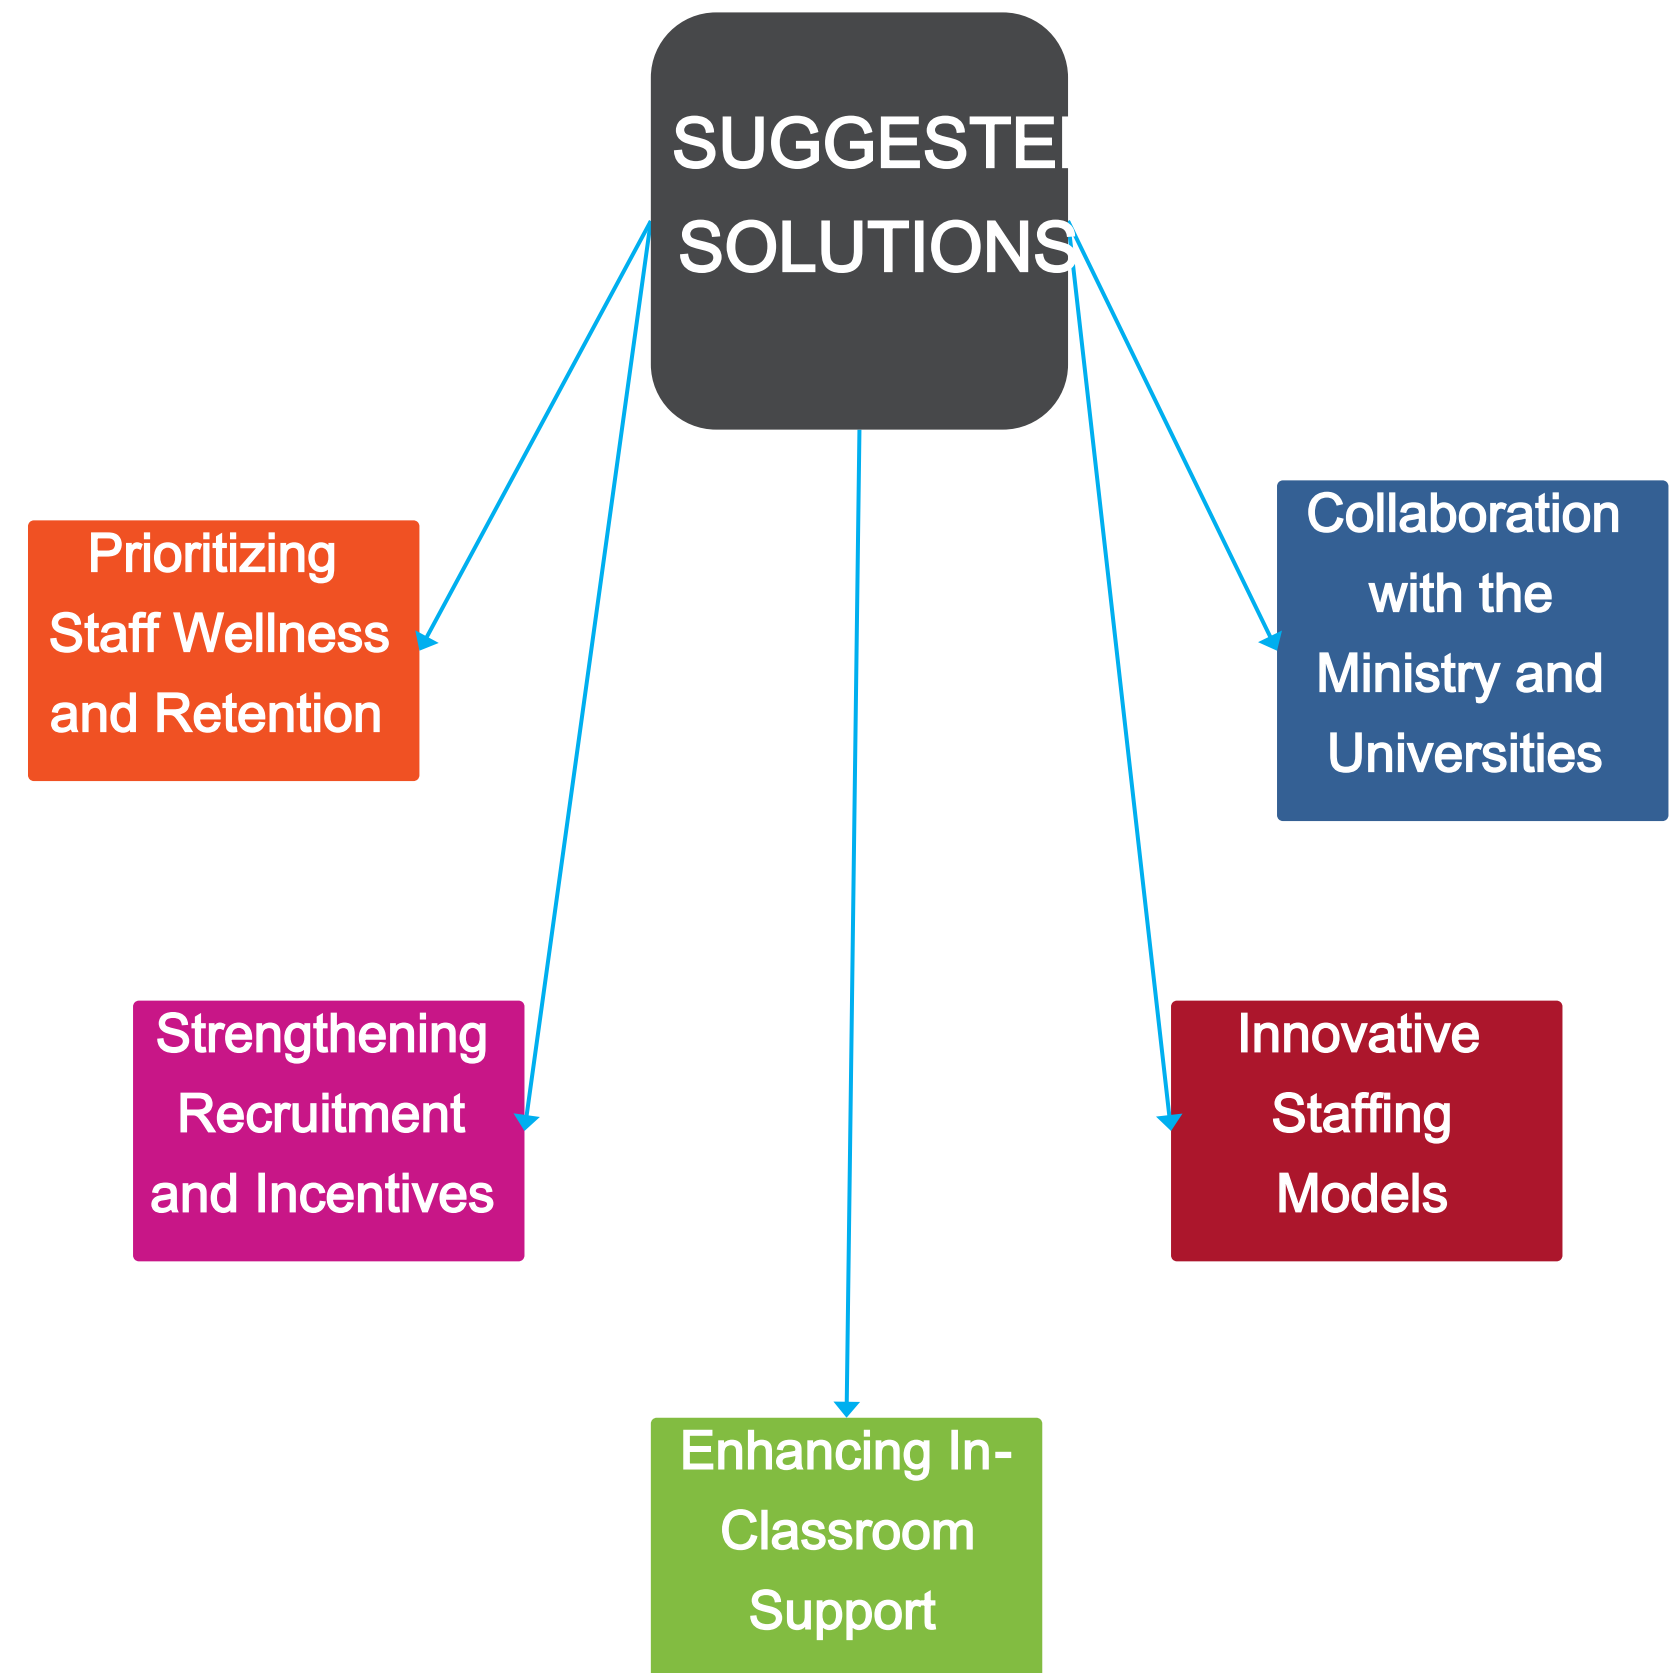 SUGGESTED
SOLUTIONS
Prioritizing
Staff Wellness
and Retention
Collaboration
with the
Ministry and
Universities
Strengthening
Recruitment
and Incentives
Innovative
Staffing
Models
Enhancing In-
Classroom
Support